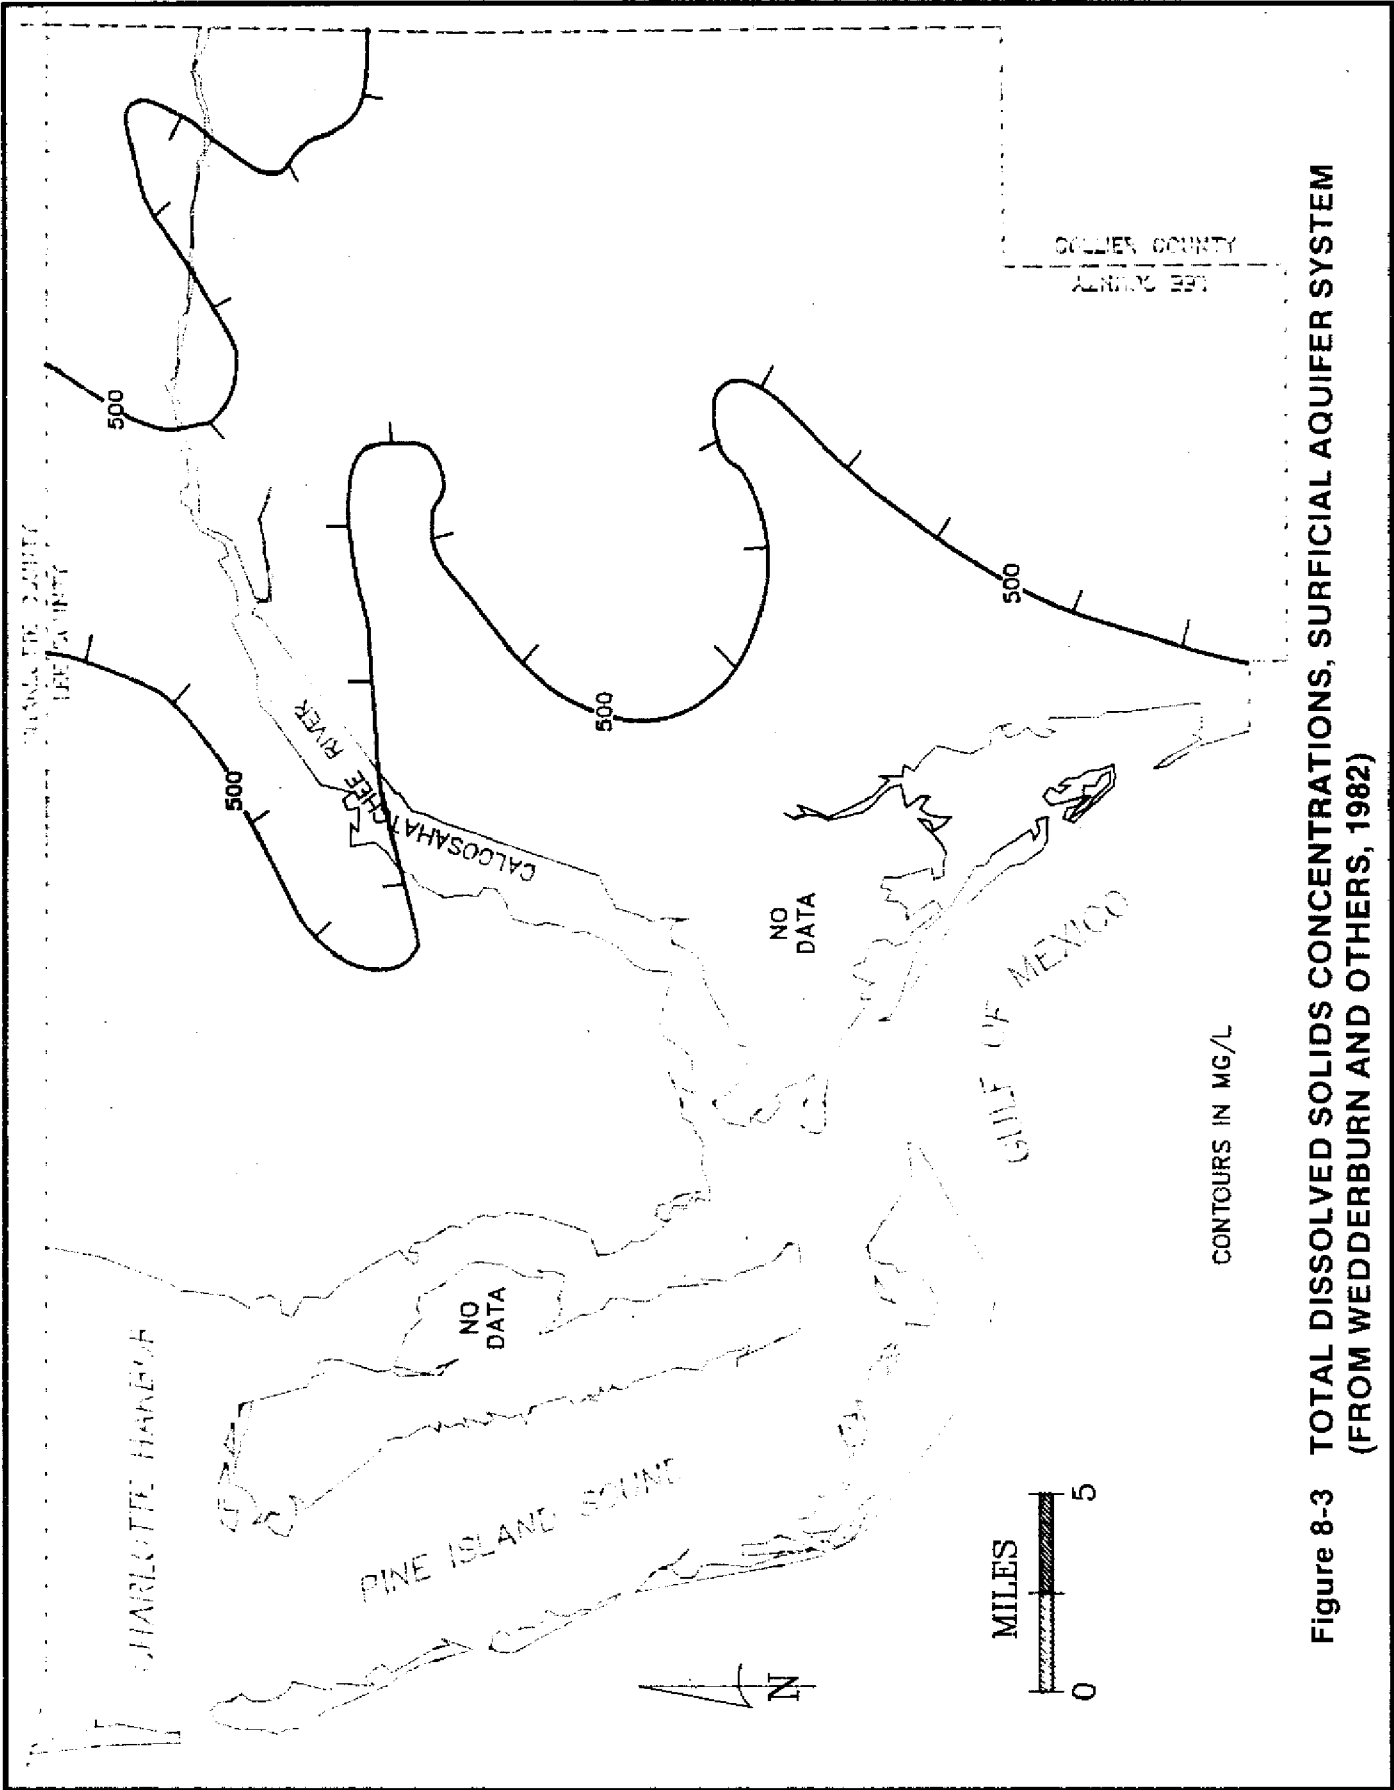 CHARLOTTE HARBOR
PINE ISLAND SOUND
NO
DATA
CALOOSAHATCHEE RIVER
500
500
LEE COUNTY
500
NO
DATA
500
GULF OF MEXICO
LEE COUNTY
COLLIER COUNTY
N
MILES
0 5
CONTOURS IN MG/L
Figure 8-3 TOTAL DISSOLVED SOLIDS CONCENTRATIONS, SURFICIAL AQUIFER SYSTEM
(FROM WEDDERBURN AND OTHERS, 1982)